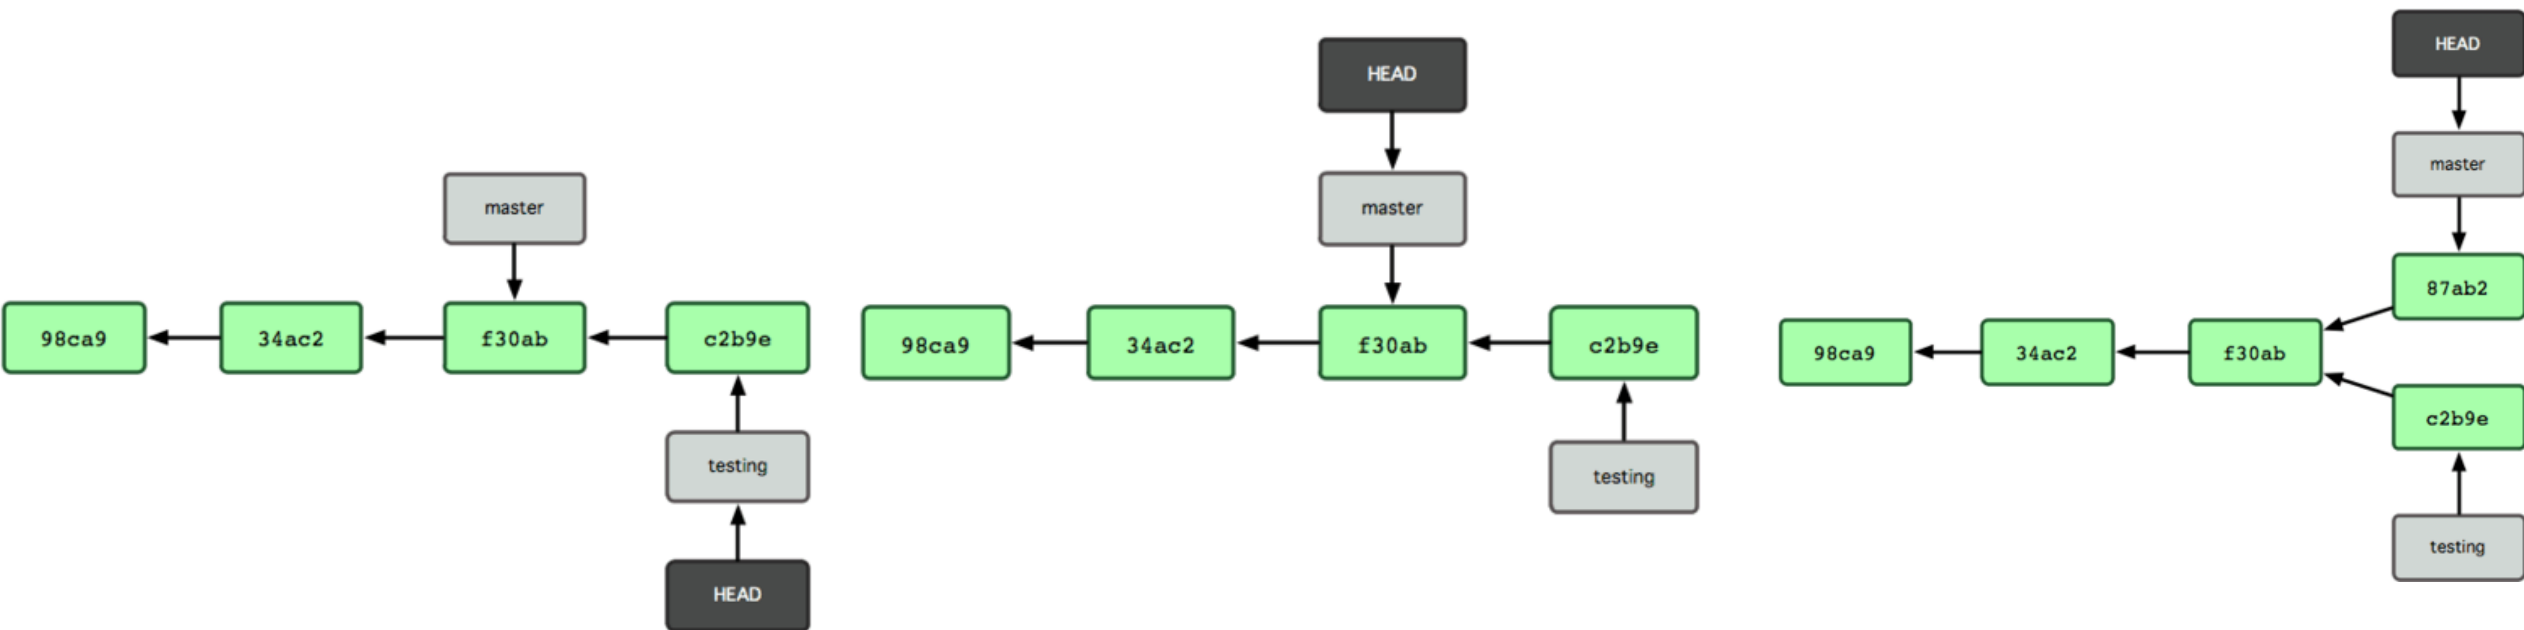 master
98ca9
34ac2
f30ab
c2b9e
testing
HEAD
HEAD
master
98ca9
34ac2
f30ab
c2b9e
testing
HEAD
master
87ab2
98ca9
34ac2
f30ab
c2b9e
testing